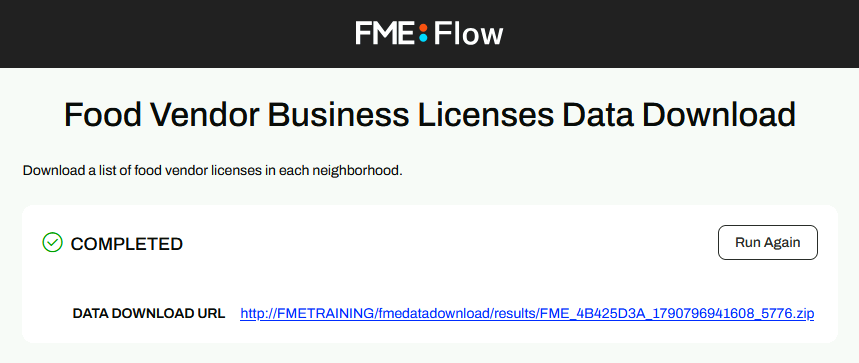 FME:Flow
Food Vendor Business Licenses Data Download
Download a list of food vendor licenses in each neighborhood.
COMPLETED
Run Again
DATA DOWNLOAD URL http://FMETRAINING/fmedatadownload/results/FME_4B425D3A_1790796941608_5776.zip